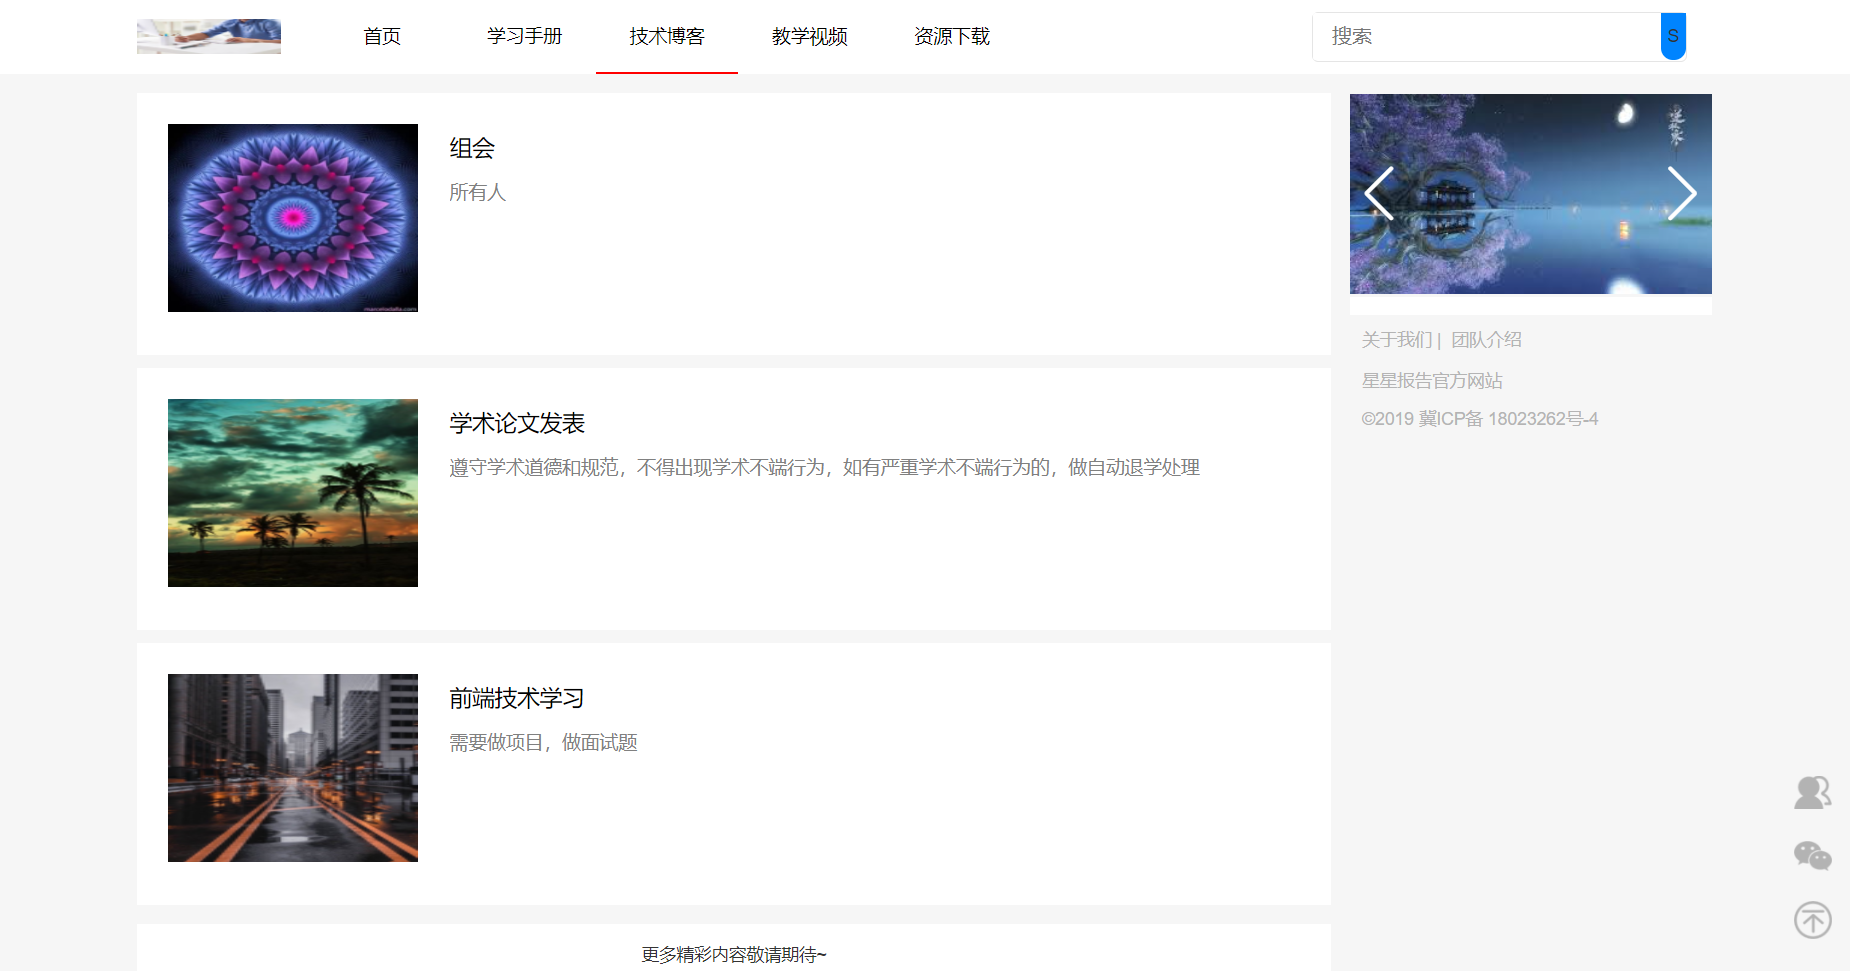 首页 学习手册 技术博客 教学视频 资源下载 搜索 S
组会
所有人
学术论文发表
遵守学术道德和规范，不得出现学术不端行为，如有严重学术不端行为的，做自动退学处理
前端技术学习
需要做项目，做面试题
更多精彩内容敬请期待~
关于我们 | 团队介绍
星星报告官方网站
©2019 冀ICP备 18023262号-4